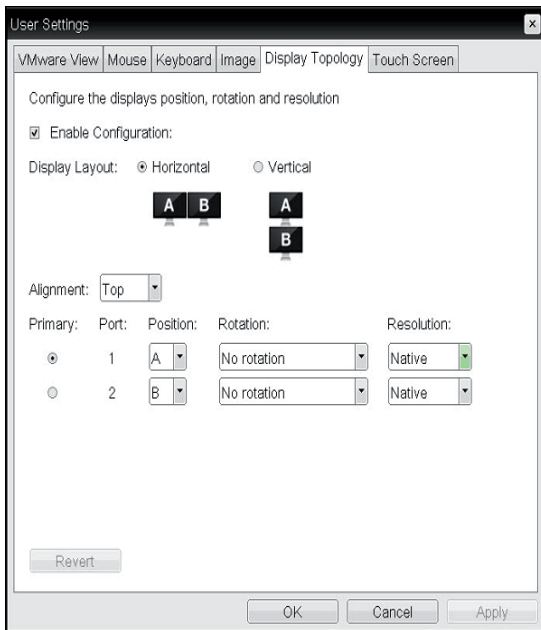 User Settings
VMware View Mouse Keyboard Image Display Topology Touch Screen
Configure the displays position, rotation and resolution
Enable Configuration:
Display Layout: Horizontal Vertical
A B A
B
Alignment: Top
Primary: Port: Position: Rotation: Resolution:
1 A No rotation Native
2 B No rotation Native
Revert
OK Cancel Apply